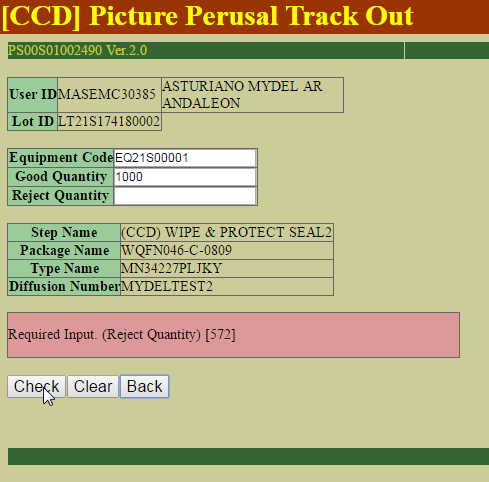 [CCD] Picture Perusal Track Out
PS00S01002490 Ver.2.0
User ID MASEMC30385 ASTURIANO MYDEL AR
ANDALEON
Lot ID LT21S174180002
Equipment Code EQ21S00001
Good Quantity 1000
Reject Quantity
Step Name (CCD) WIPE & PROTECT SEAL2
Package Name WQFN046-C-0809
Type Name MN34227PLJKY
Diffusion Number MYDELTEST2
Required Input. (Reject Quantity) [572]
Check Clear Back